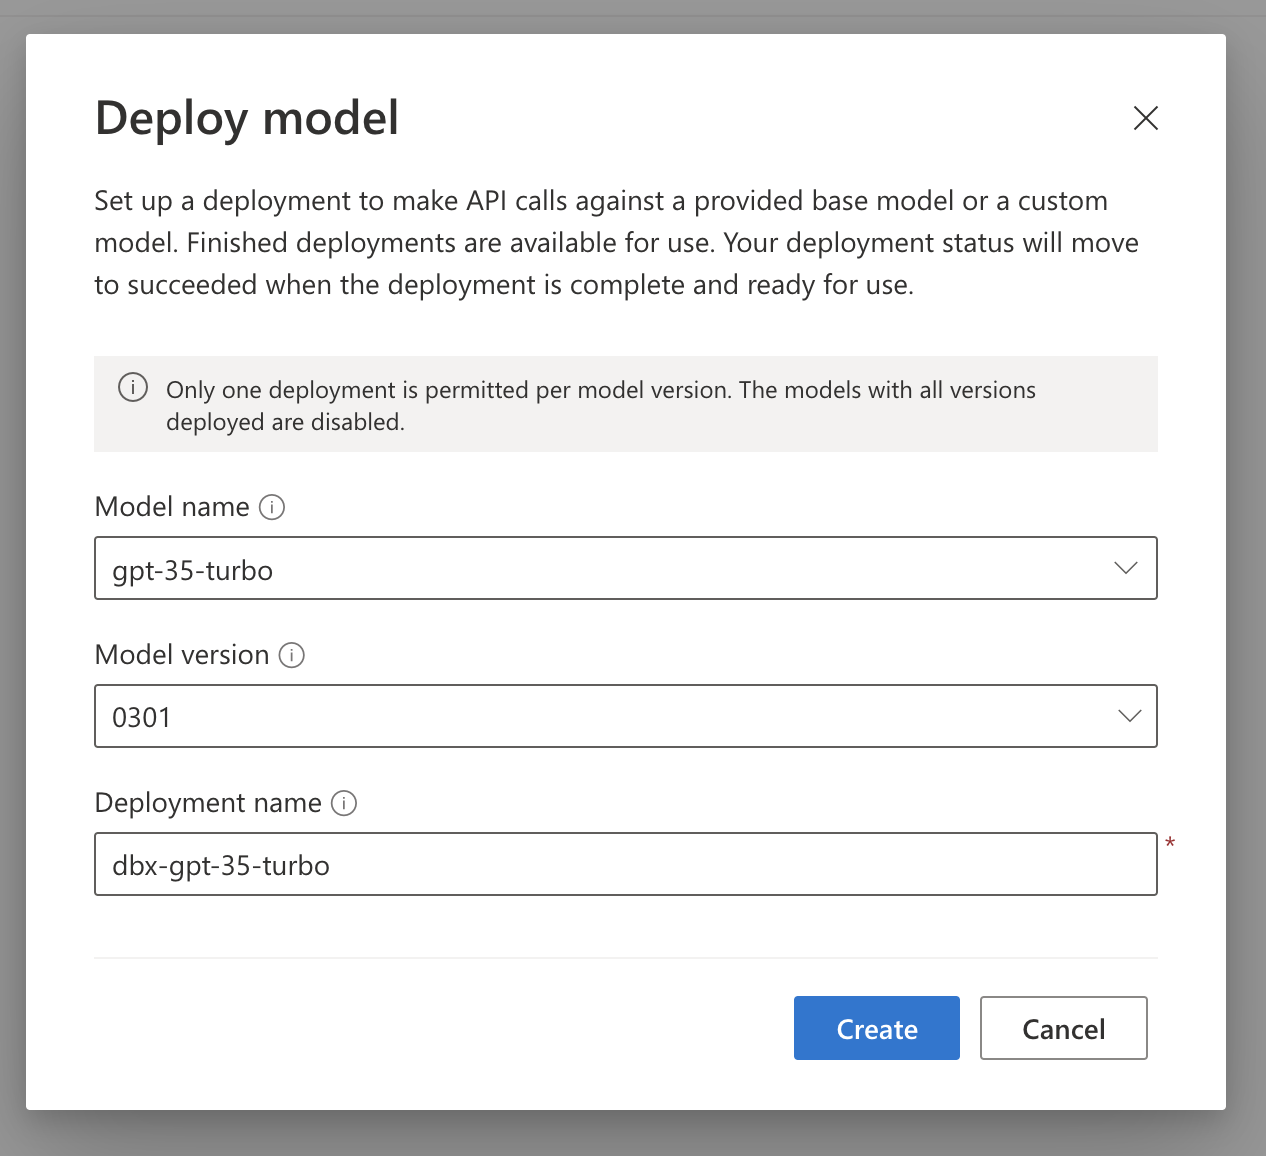 Deploy model
Set up a deployment to make API calls against a provided base model or a custom
model. Finished deployments are available for use. Your deployment status will move
to succeeded when the deployment is complete and ready for use.
Only one deployment is permitted per model version. The models with all versions
deployed are disabled.
Model name
gpt-35-turbo
Model version
0301
Deployment name
dbx-gpt-35-turbo
*
Create
Cancel